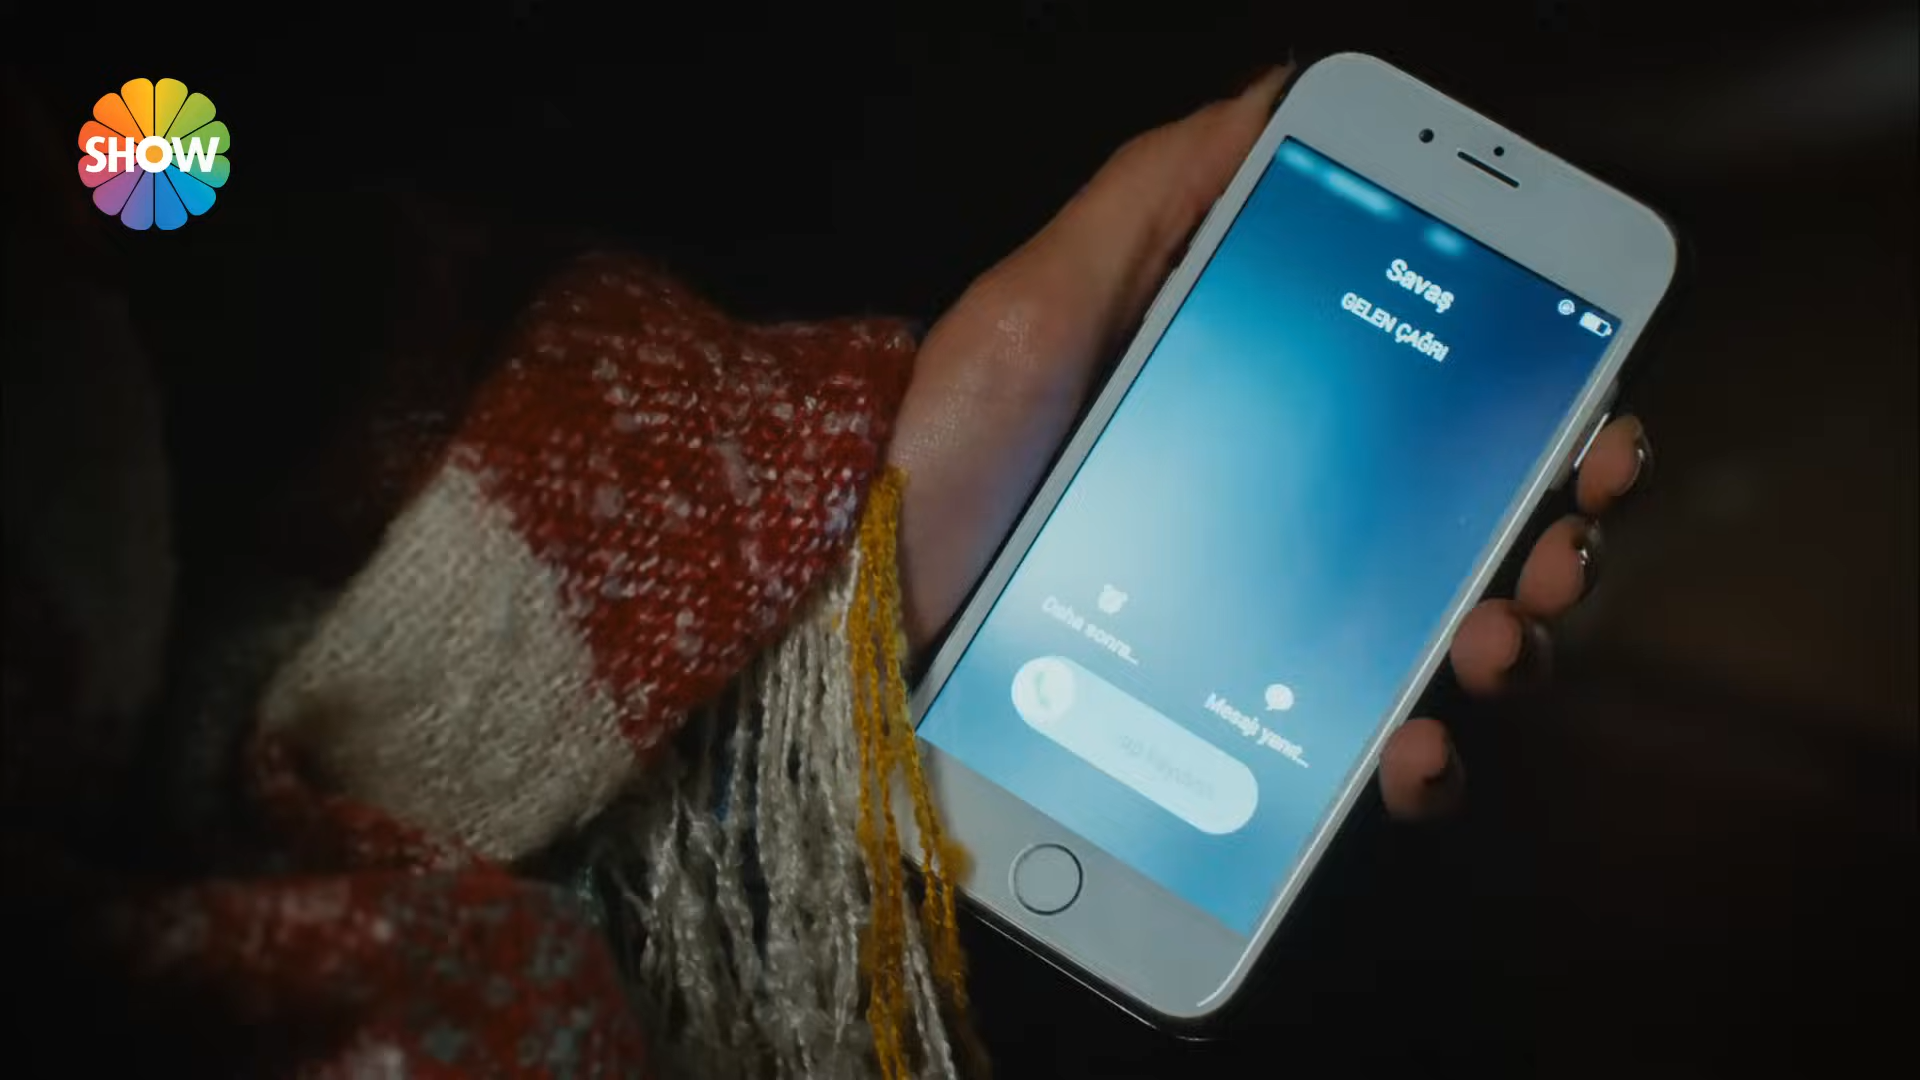 SHOW
Savaş
GELEN ÇAĞRI
Daha sonra...
Mesajı yanıt...